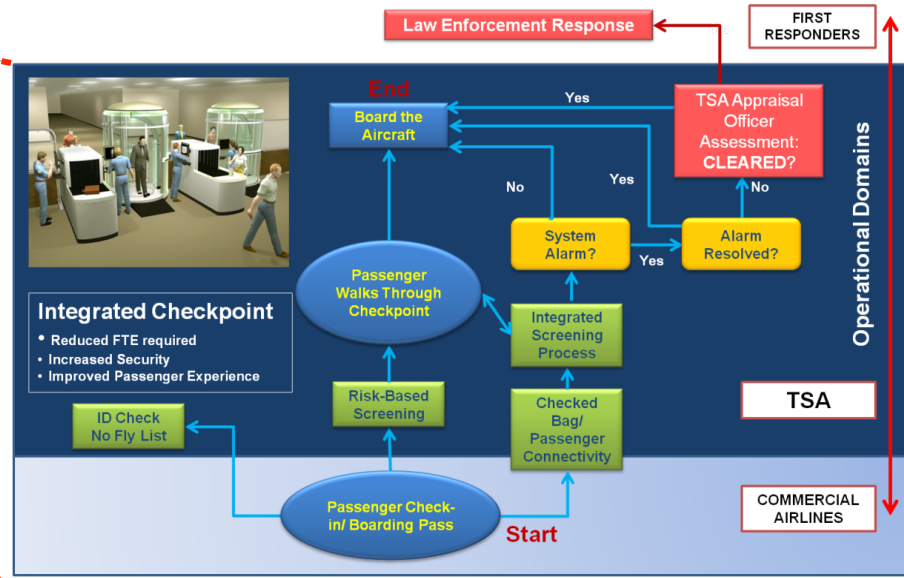 Law Enforcement Response
FIRST
RESPONDERS
End
Board the
Aircraft
Yes
TSA Appraisal
Officer
Assessment:
CLEARED?
No
Yes
No
System
Alarm?
Yes
Alarm
Resolved?
Operational Domains
Passenger
Walks Through
Checkpoint
Integrated Checkpoint
• Reduced FTE required
• Increased Security
• Improved Passenger Experience
Integrated
Screening
Process
Risk-Based
Screening
Checked
Bag/
Passenger
Connectivity
TSA
ID Check
No Fly List
Passenger Check-
in/ Boarding Pass
Start
COMMERCIAL
AIRLINES